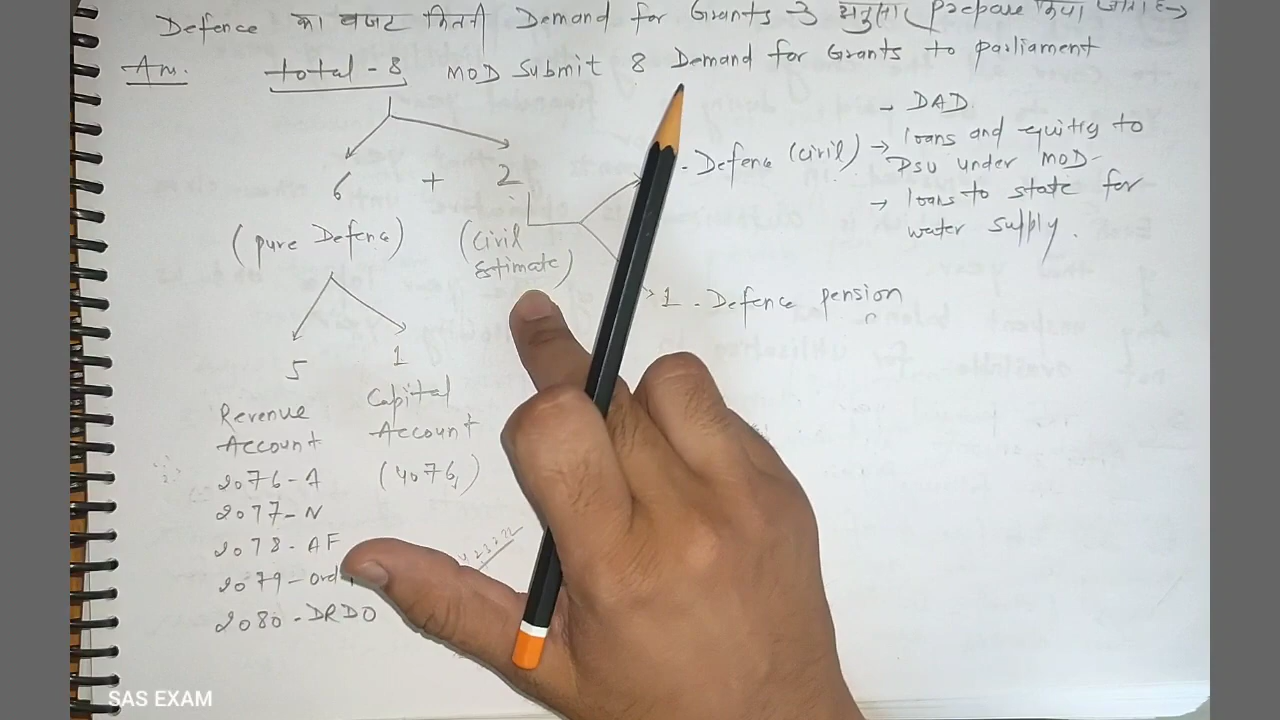 Defence का बजट कितनी Demand for Grants के अनुसार prepare किया जाता है→
Ans. total - 8 MOD Submit 8 Demand for Grants to parliament
6 + 2
(pure Defence)
(Civil
Estimate)
- Defence (civil)
→ DAD.
→ loans and equity to
PSU under MOD-
→ loans to state for
water supply.
1 - Defence pension
5
1
Revenue
Account
2076 - A
2077 - N
2078 - AF
2079 - Ord
2080 - DRDO
Capital
Account
(4076)
SAS EXAM